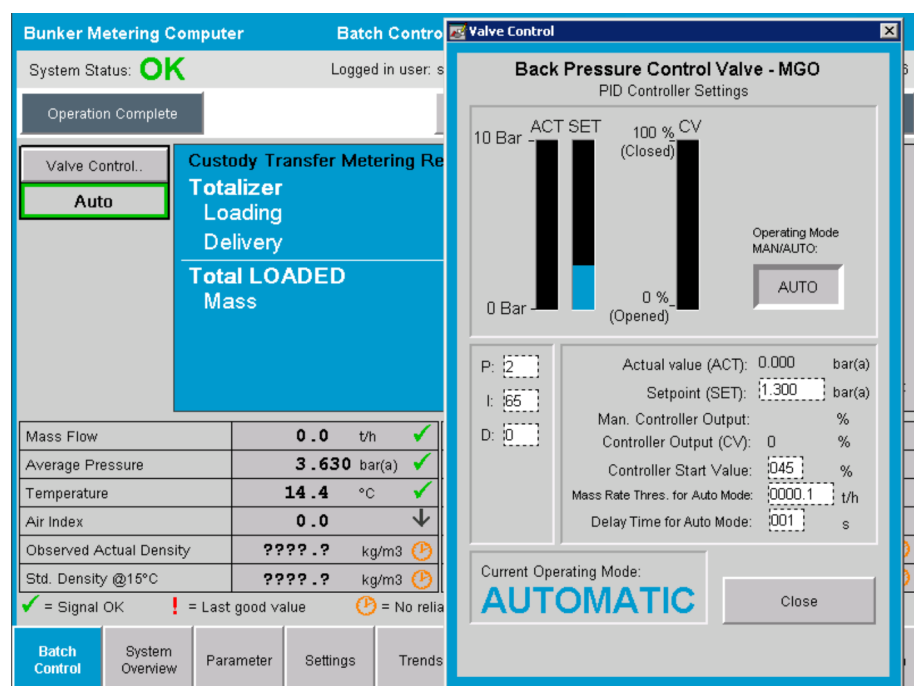 Bunker Metering Computer
Batch Contro
System Status: OK
Logged in user: s
Operation Complete
Valve Control..
Auto
Custody Transfer Metering Re
Totalizer
Loading
Delivery
Total LOADED
Mass
Mass Flow 0.0 t/h
Average Pressure 3.630 bar(a)
Temperature 14.4 °C
Air Index 0.0
Observed Actual Density ????.? kg/m3
Std. Density @15°C ????.? kg/m3
= Signal OK ! = Last good value = No relia
Batch Control
System Overview
Parameter
Settings
Trends
Valve Control
Back Pressure Control Valve - MGO
PID Controller Settings
ACT SET CV
10 Bar
100 %
(Closed)
0 Bar
0 %
(Opened)
Operating Mode
MAN/AUTO:
AUTO
P: 2
I: 65
D: 0
Actual value (ACT): 0.000 bar(a)
Setpoint (SET): 1.300 bar(a)
Man. Controller Output: %
Controller Output (CV): 0 %
Controller Start Value: 045 %
Mass Rate Thres. for Auto Mode: 0000.1 t/h
Delay Time for Auto Mode: 001 s
Current Operating Mode:
AUTOMATIC
Close